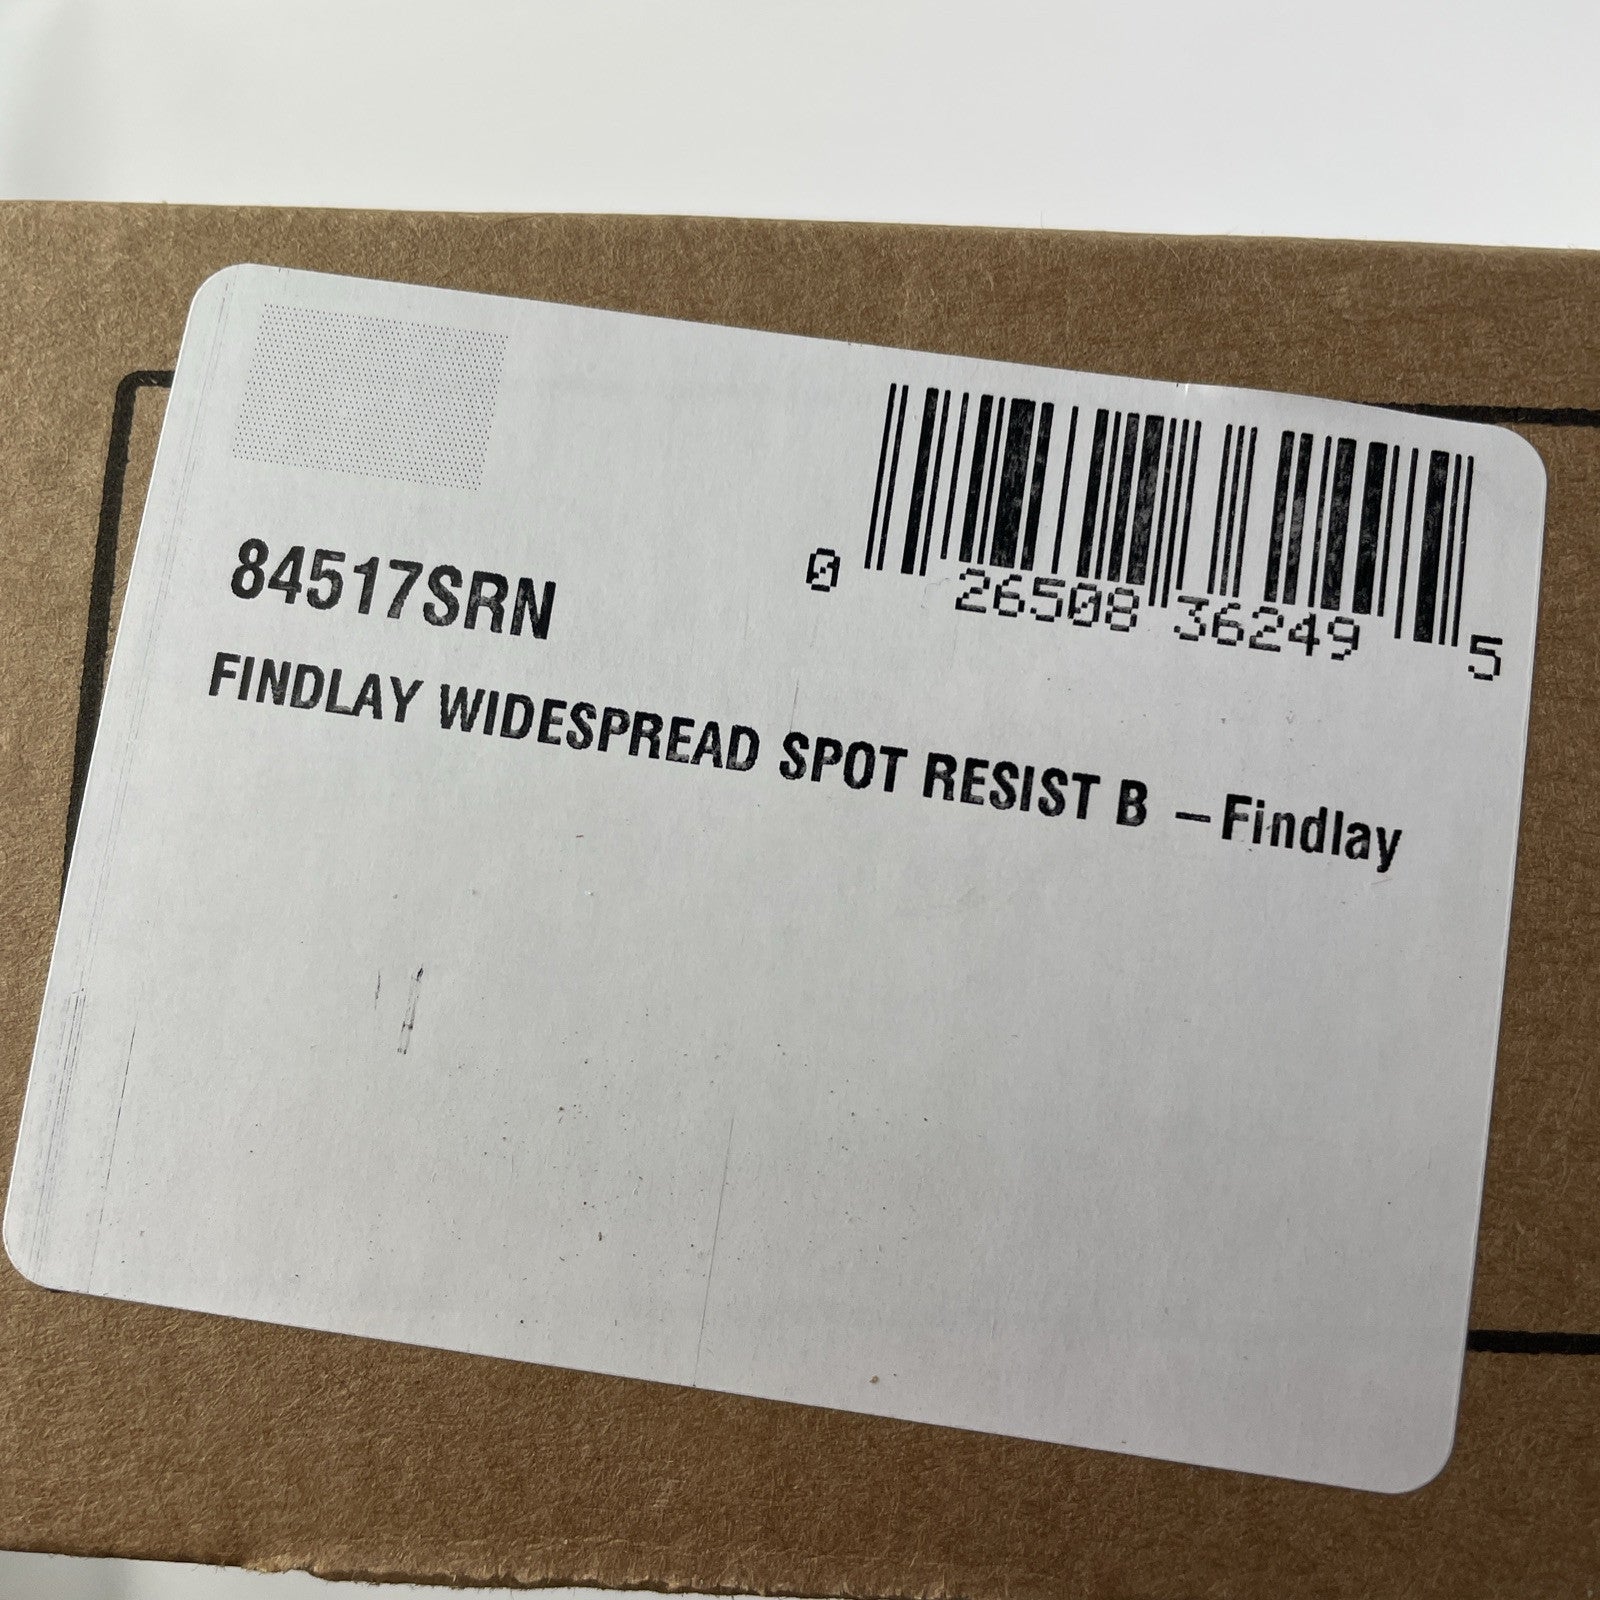 0 26508 36249 5
84517SRN
FINDLAY WIDESPREAD SPOT RESIST B –Findlay